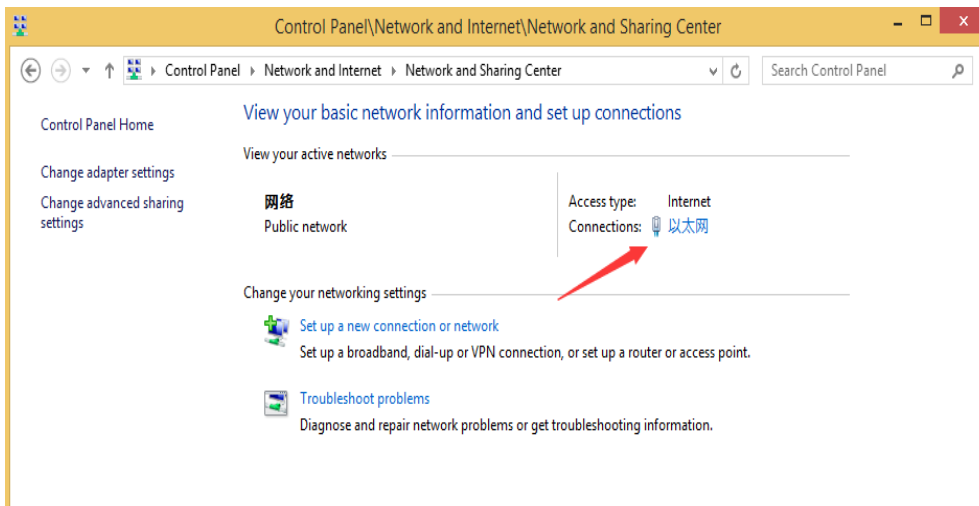 Control Panel\Network and Internet\Network and Sharing Center
Control Panel Network and Internet Network and Sharing Center
Search Control Panel
Control Panel Home
Change adapter settings
Change advanced sharing
settings
View your basic network information and set up connections
View your active networks
网络
Public network
Access type: Internet
Connections: 以太网
Change your networking settings
Set up a new connection or network
Set up a broadband, dial-up or VPN connection, or set up a router or access point.
Troubleshoot problems
Diagnose and repair network problems or get troubleshooting information.